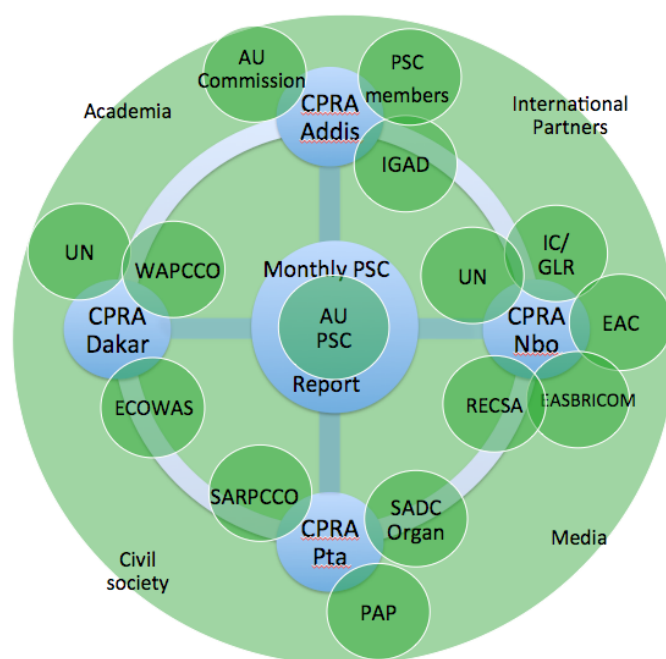 AU
Commission
PSC
members
Academia
CPRA
Addis
International
Partners
IGAD
UN
WAPCCO
Monthly PSC
UN
IC/
GLR
CPRA
Dakar
AU
PSC
CPRA
Nbo
EAC
Report
ECOWAS
RECSA
EASBRICOM
SARPCCO
SADC
Organ
CPRA
Pta
Media
Civil
society
PAP